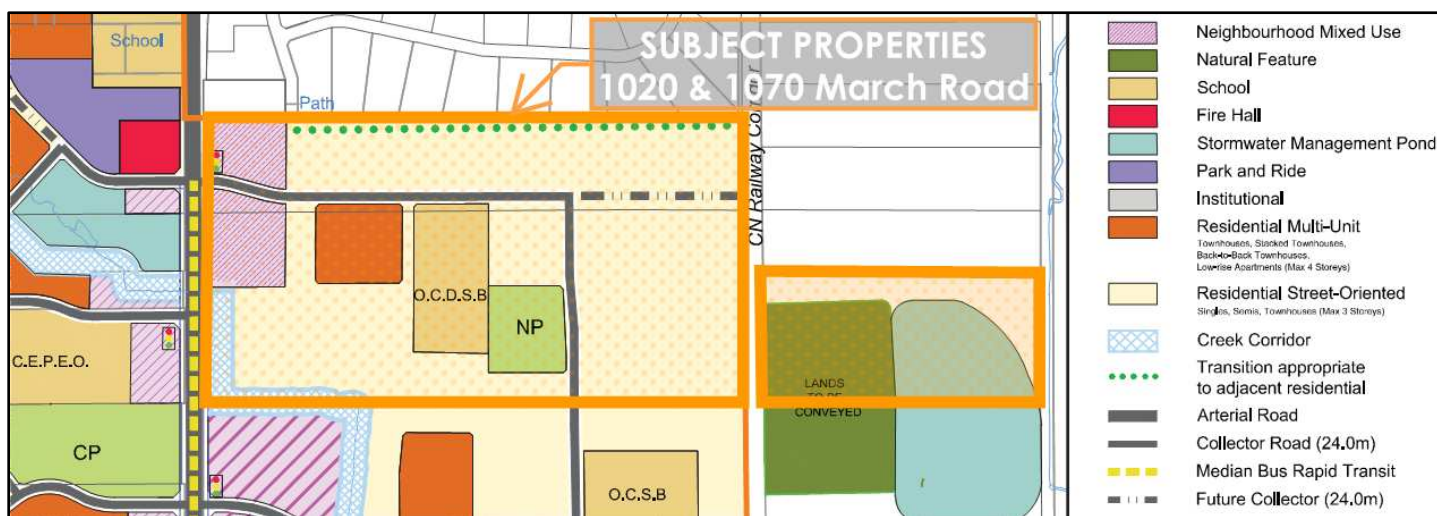 School
SUBJECT PROPERTIES
1020 & 1070 March Road
Path
CN Railway Corridor
O.C.D.S.B
NP
C.E.P.E.O.
LANDS
TO BE
CONVEYED
CP
O.C.S.B
Neighbourhood Mixed Use
Natural Feature
School
Fire Hall
Stormwater Management Pond
Park and Ride
Institutional
Residential Multi-Unit
Townhouses, Stacked Townhouses,
Back-to-Back Townhouses.
Low-rise Apartments (Max 4 Storeys)
Residential Street-Oriented
Singles, Semis, Townhouses (Max 3 Storeys)
Creek Corridor
Transition appropriate
to adjacent residential
Arterial Road
Collector Road (24.0m)
Median Bus Rapid Transit
Future Collector (24.0m)